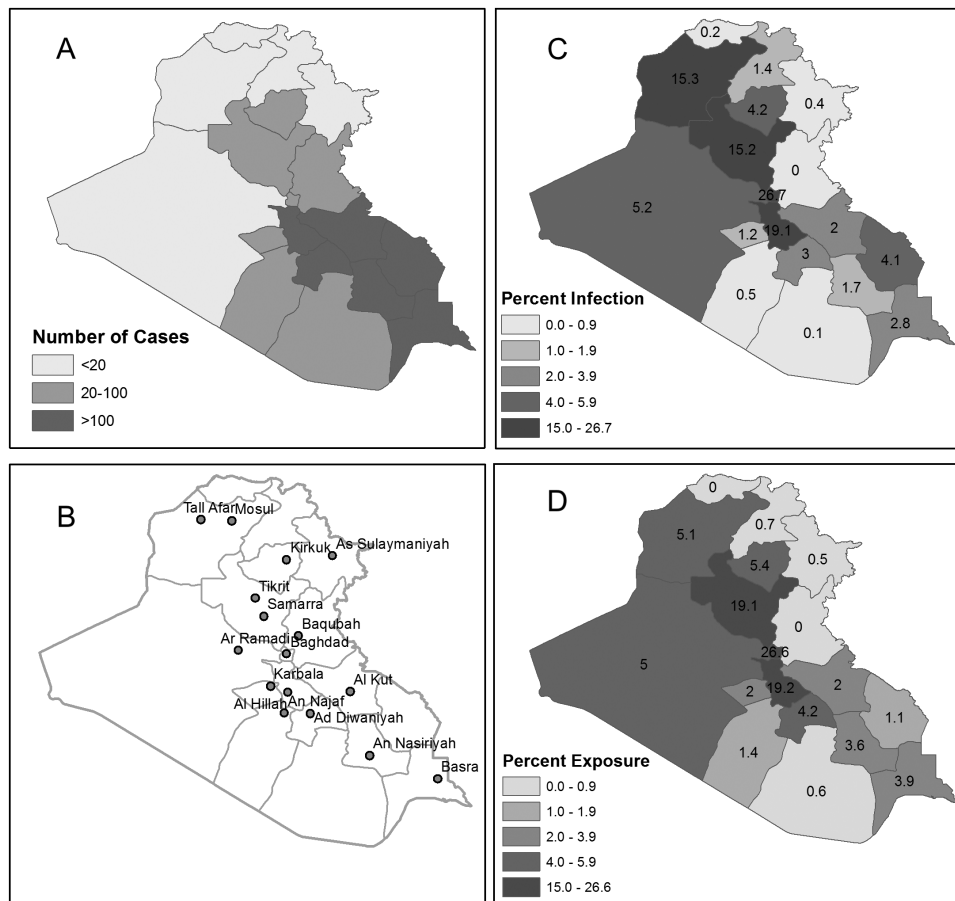 A
Number of Cases
<20
20-100
>100
C
0.2
1.4
15.3
4.2
0.4
15.2
0
26.7
5.2
1.2
19.1
2
3
4.1
0.5
1.7
0.1
2.8
Percent Infection
0.0 - 0.9
1.0 - 1.9
2.0 - 3.9
4.0 - 5.9
15.0 - 26.7
B
Tall Afar
Mosul
Kirkuk
As Sulaymaniyah
Tikrit
Samarra
Baqubah
Ar Ramadi
Baghdad
Karbala
Al Kut
An Najaf
Al Hillah
Ad Diwaniyah
An Nasiriyah
Basra
D
0
0.7
5.1
5.4
0.5
19.1
0
26.6
5
2
19.2
2
4.2
1.1
1.4
3.6
0.6
3.9
Percent Exposure
0.0 - 0.9
1.0 - 1.9
2.0 - 3.9
4.0 - 5.9
15.0 - 26.6